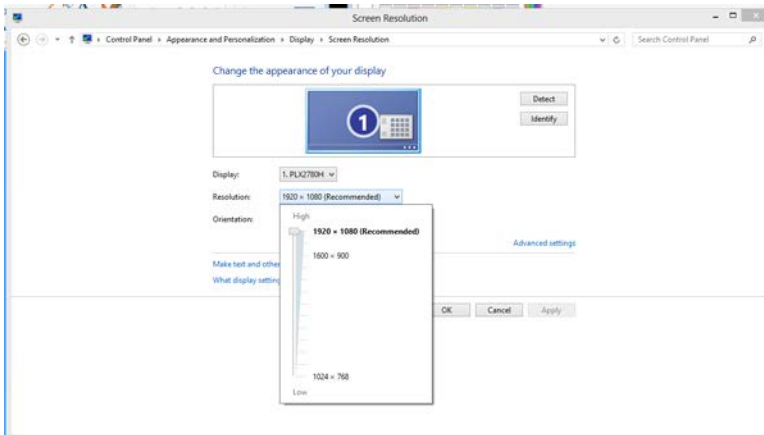 Screen Resolution
Control Panel ▸ Appearance and Personalization ▸ Display ▸ Screen Resolution
Search Control Panel
Change the appearance of your display
Detect
1
Identify
Display: 1. PLX2780H
Resolution: 1920 × 1080 (Recommended)
Orientation:
High
1920 × 1080 (Recommended)
Advanced settings
1600 × 900
Make text and other
What display setting
OK Cancel Apply
1024 × 768
Low